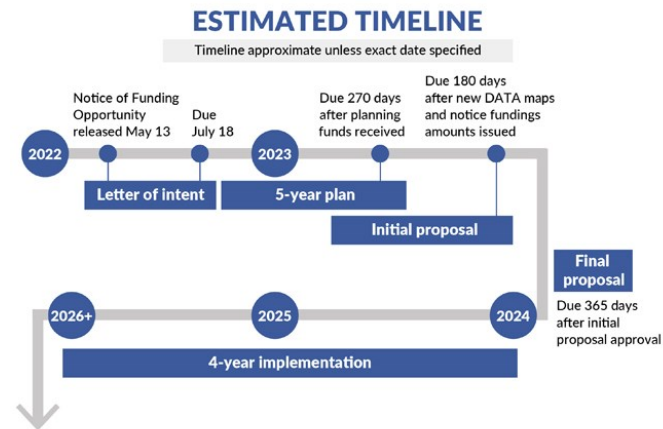 ESTIMATED TIMELINE
Timeline approximate unless exact date specified
Notice of Funding
Opportunity
released May 13
Due
July 18
Due 270 days
after planning
funds received
Due 180 days
after new DATA maps
and notice fundings
amounts issued
2022
2023
Letter of intent
5-year plan
Initial proposal
Final
proposal
Due 365 days
after initial
proposal approval
2026+
2025
2024
4-year implementation